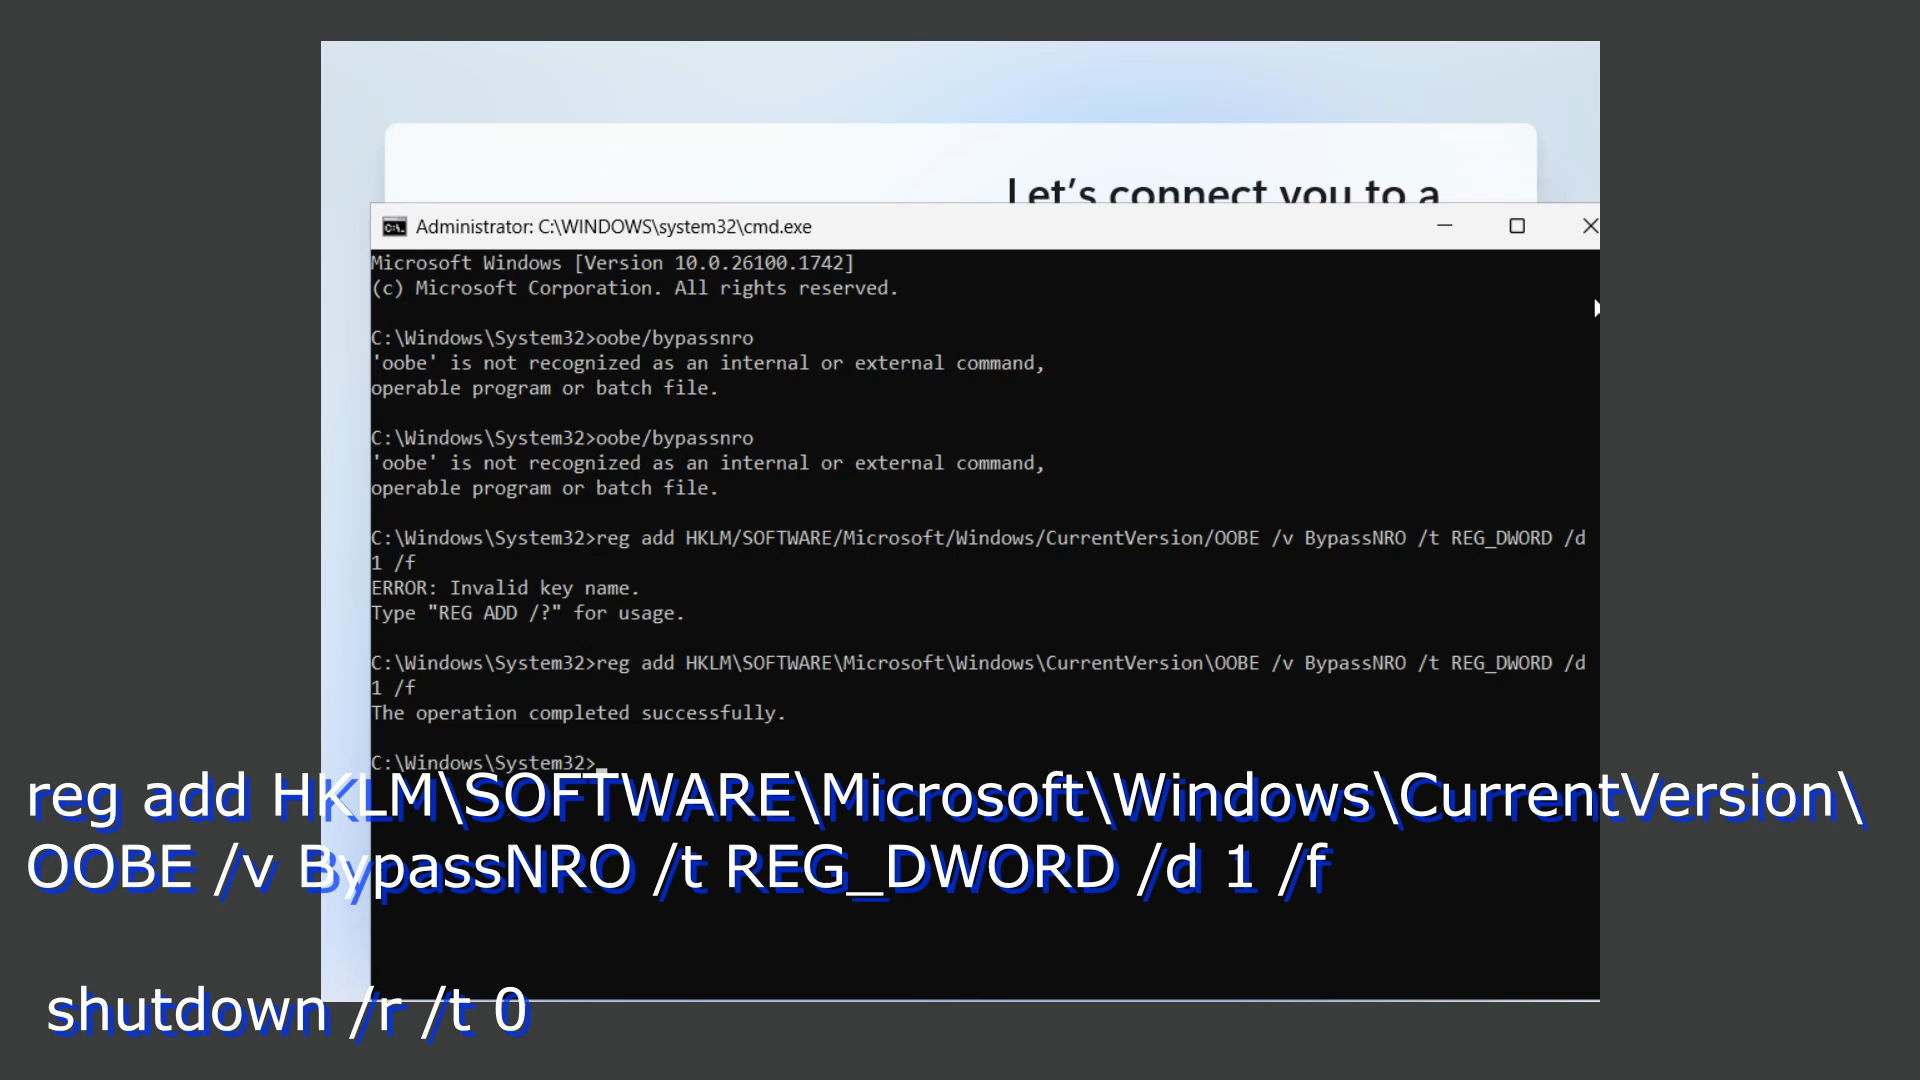 Let’s connect you to a
Administrator: C:\WINDOWS\system32\cmd.exe
Microsoft Windows [Version 10.0.26100.1742]
(c) Microsoft Corporation. All rights reserved.
C:\Windows\System32>oobe/bypassnro
'oobe' is not recognized as an internal or external command,
operable program or batch file.
C:\Windows\System32>oobe/bypassnro
'oobe' is not recognized as an internal or external command,
operable program or batch file.
C:\Windows\System32>reg add HKLM/SOFTWARE/Microsoft/Windows/CurrentVersion/OOBE /v BypassNRO /t REG_DWORD /d
1 /f
ERROR: Invalid key name.
Type "REG ADD /?" for usage.
C:\Windows\System32>reg add HKLM\SOFTWARE\Microsoft\Windows\CurrentVersion\OOBE /v BypassNRO /t REG_DWORD /d
1 /f
The operation completed successfully.
C:\Windows\System32>
reg add HKLM\SOFTWARE\Microsoft\Windows\CurrentVersion\
OOBE /v BypassNRO /t REG_DWORD /d 1 /f
shutdown /r /t 0